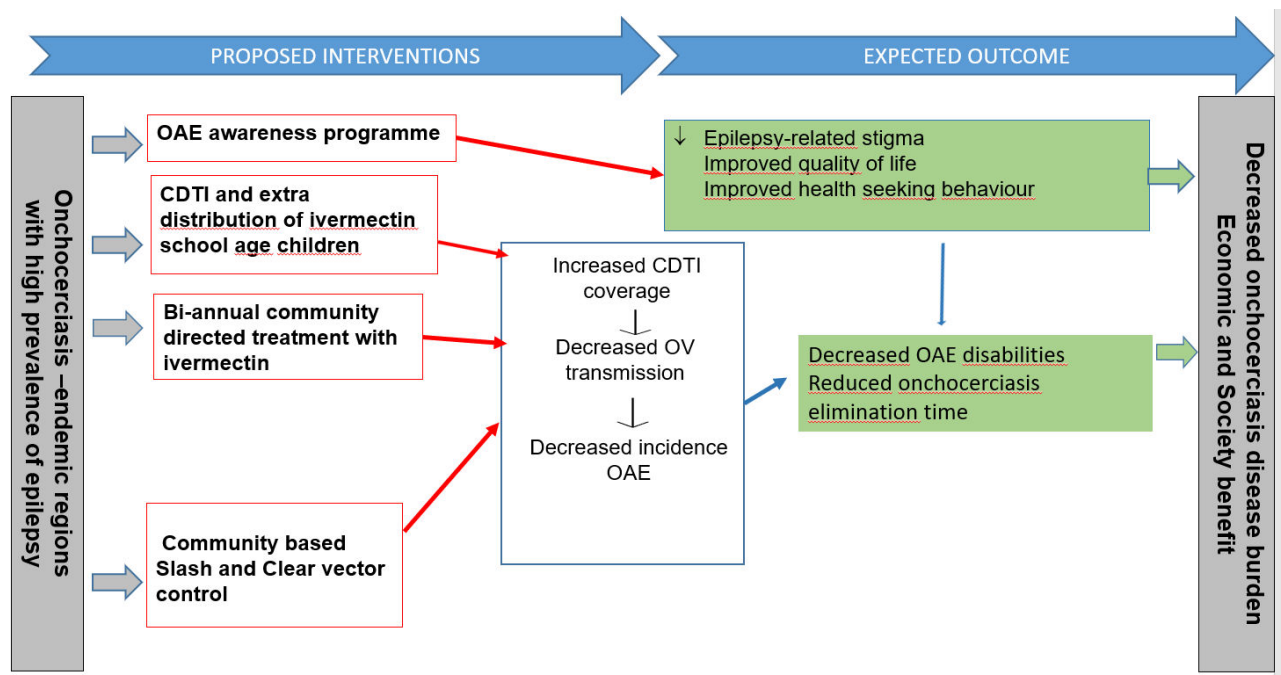 PROPOSED INTERVENTIONS
EXPECTED OUTCOME
Onchocerciasis –endemic regions
with high prevalence of epilepsy
OAE awareness programme
CDTI and extra
distribution of ivermectin
school age children
Bi-annual community
directed treatment with
ivermectin
Community based
Slash and Clear vector
control
Increased CDTI
coverage
Decreased OV
transmission
Decreased incidence
OAE
↓ Epilepsy-related stigma
Improved quality of life
Improved health seeking behaviour
Decreased OAE disabilities
Reduced onchocerciasis
elimination time
Decreased onchocerciasis disease burden
Economic and Society benefit